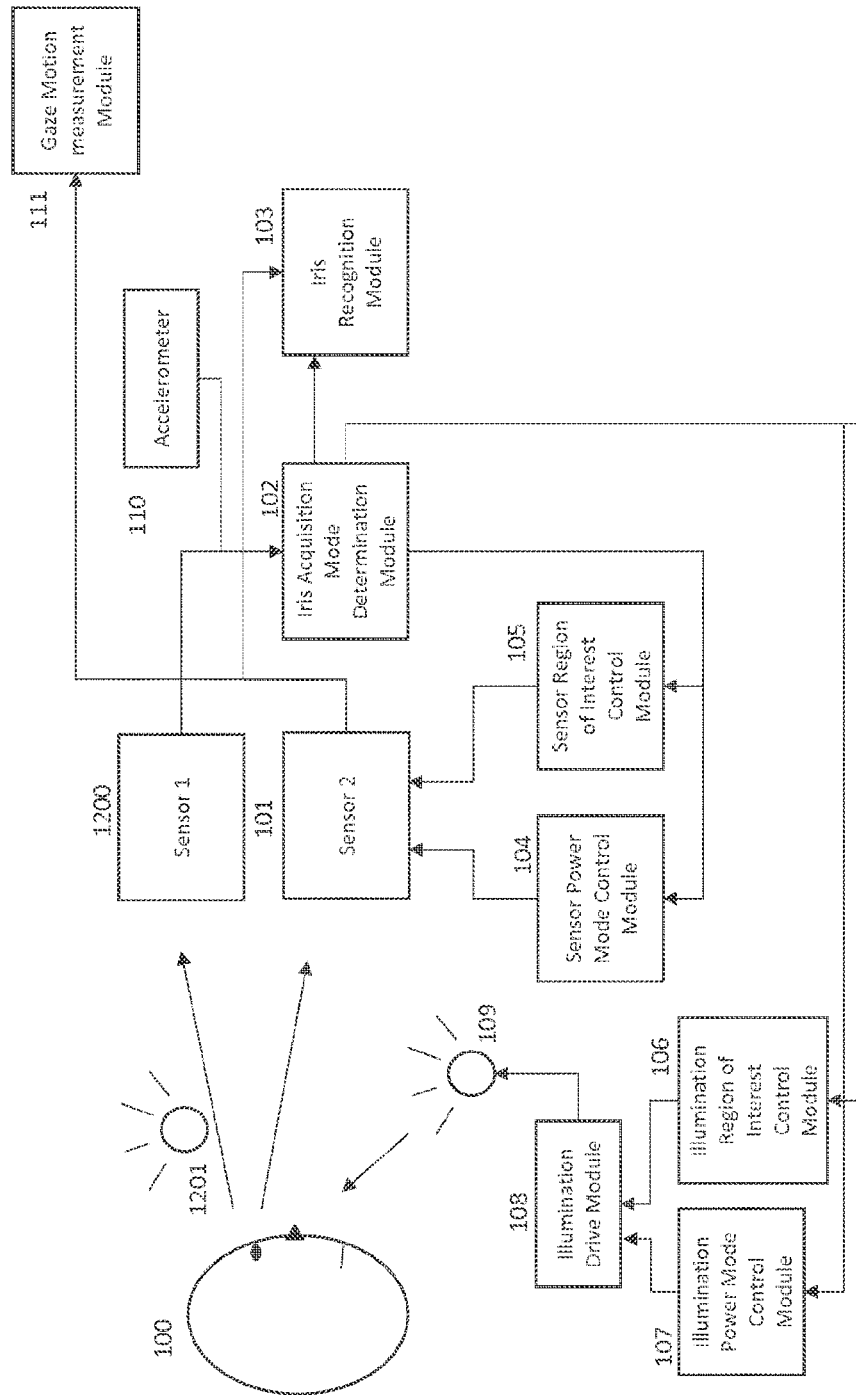 100
1201
1200
Sensor 1
101
Sensor 2
110
Accelerometer
111
Gaze Motion
measurement
Module
102
Iris Acquisition
Mode
Determination
Module
103
Iris
Recognition
Module
104
Sensor Power
Mode Control
Module
105
Sensor Region
of Interest
Control
Module
109
108
Illumination
Drive Module
107
Illumination
Power Mode
Control
Module
106
Illumination
Region of
Interest
Control
Module